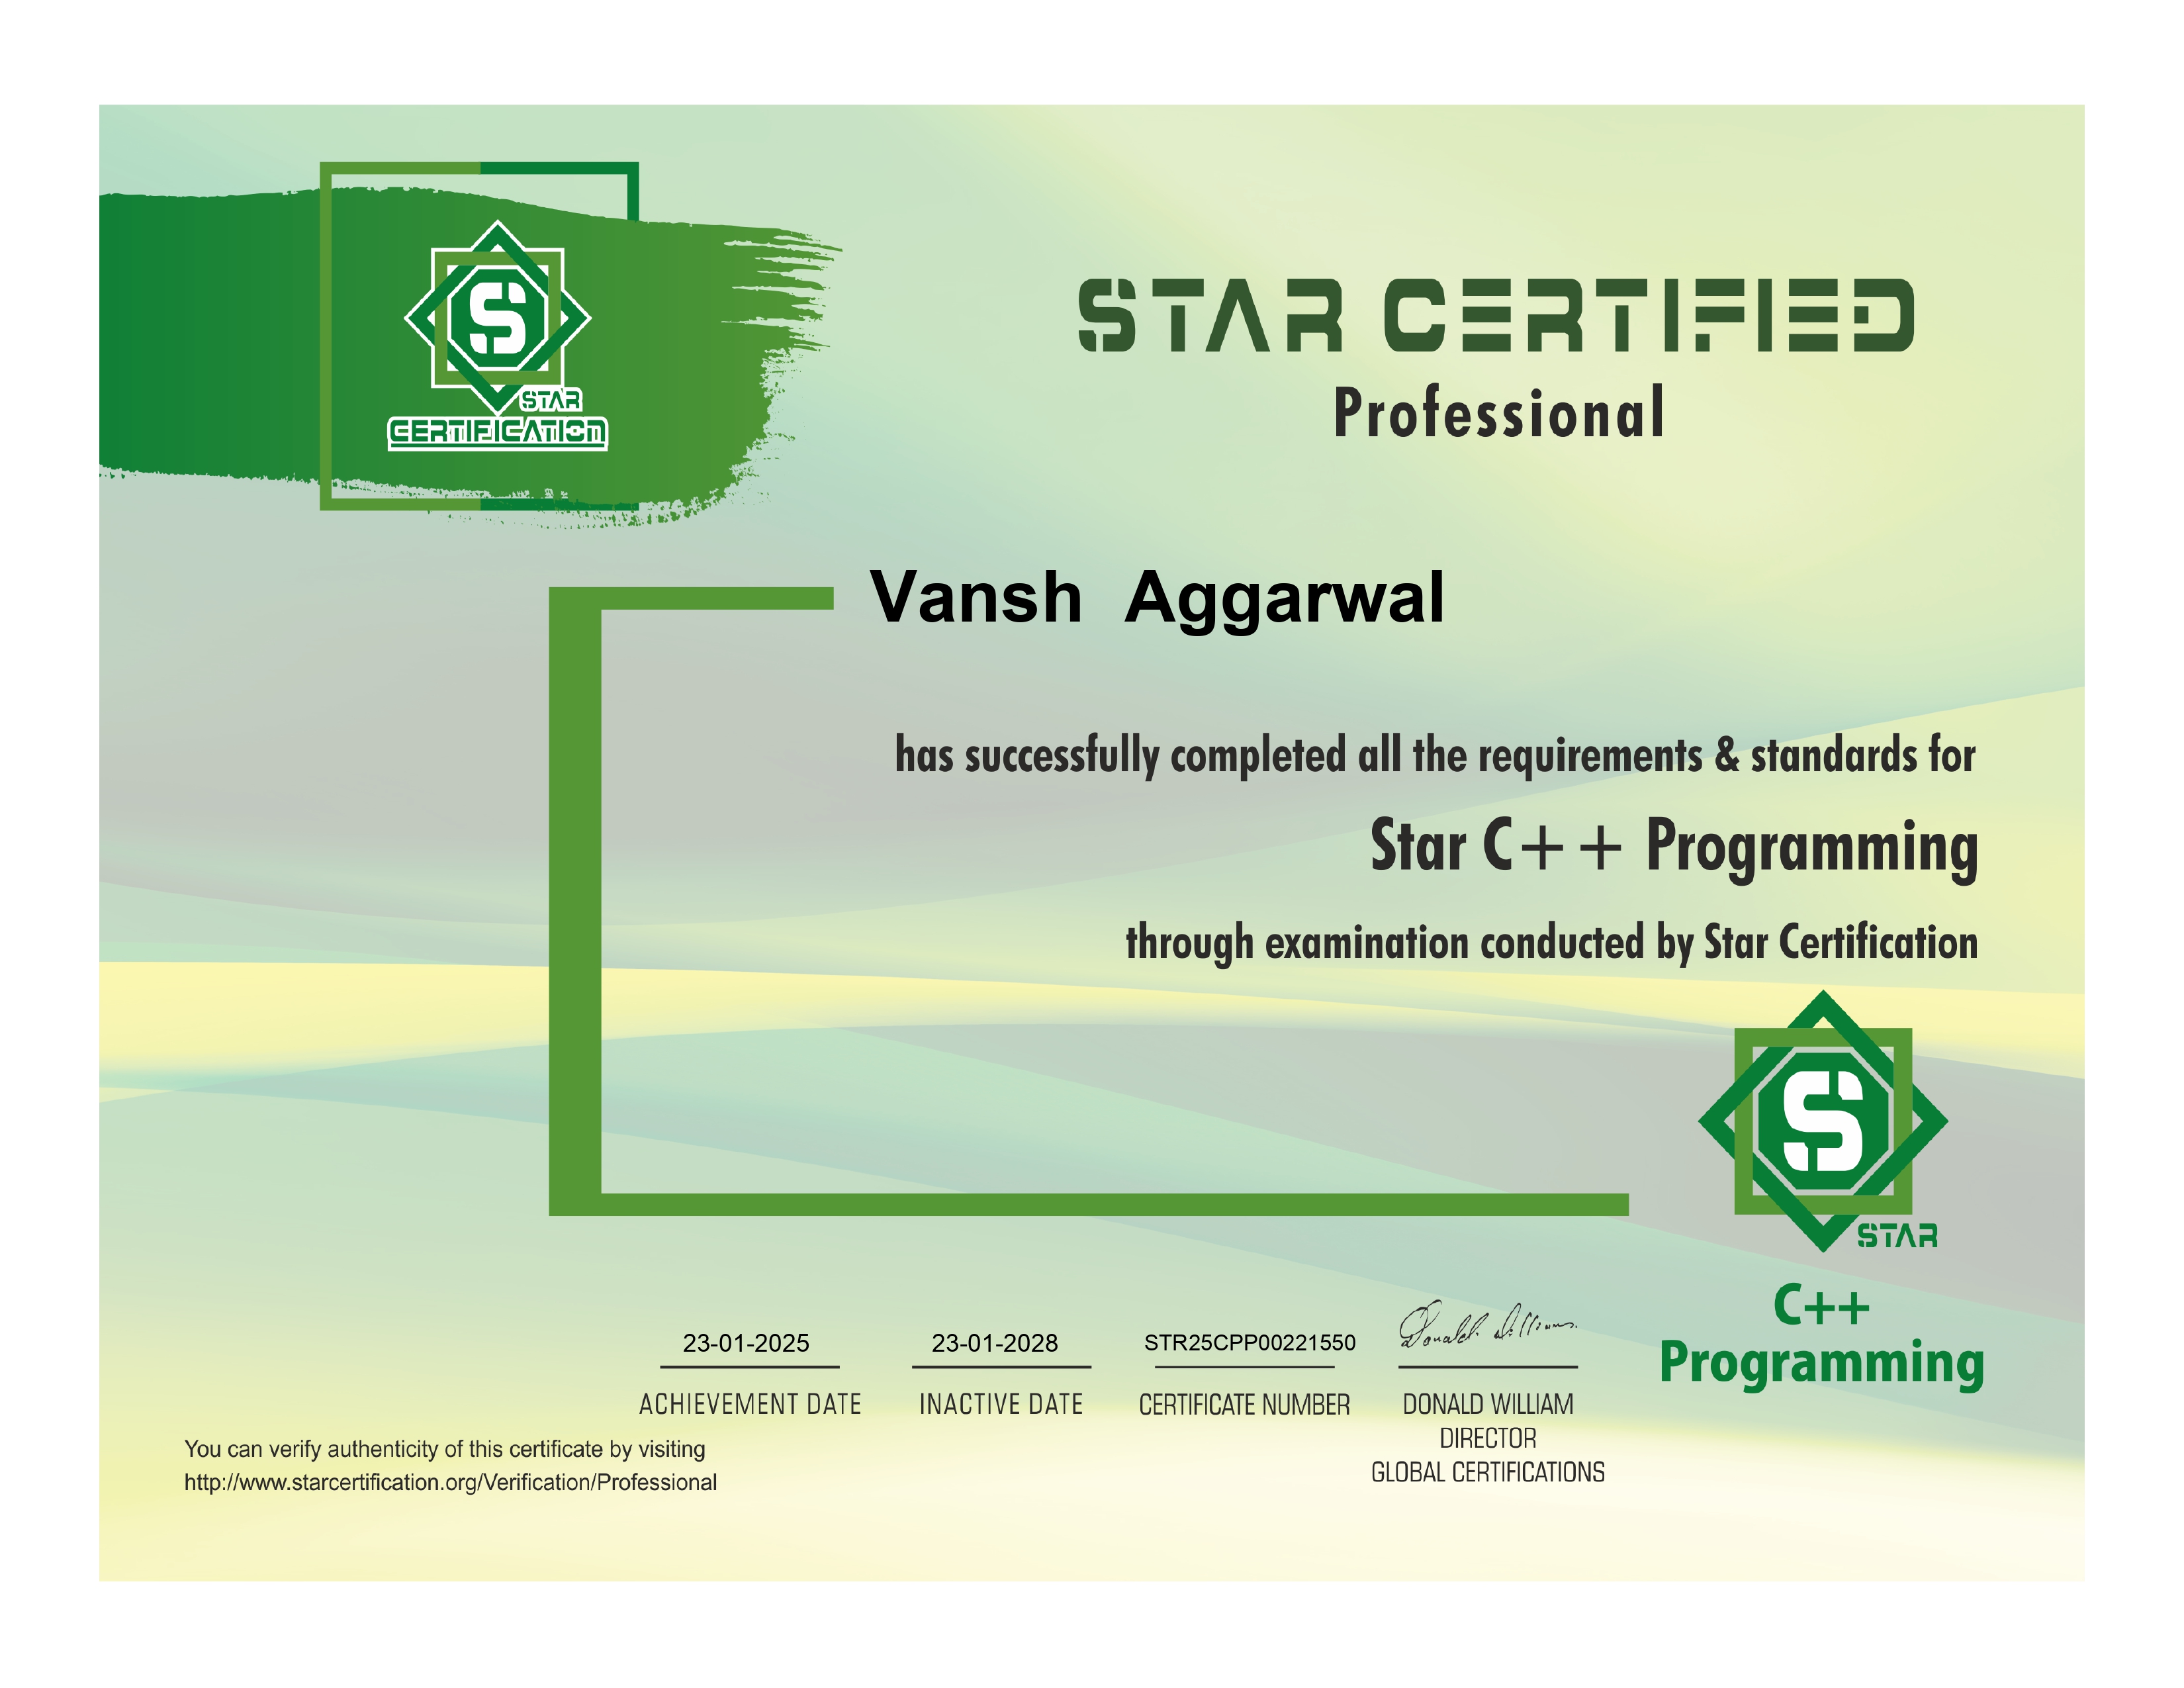 STAR
CERTIFICATION
STAR CERTIFIED
Professional
Vansh Aggarwal
has successfully completed all the requirements & standards for
Star C++ Programming
through examination conducted by Star Certification
S
S
STAR
C++
Programming
23-01-2025
ACHIEVEMENT DATE
23-01-2028
INACTIVE DATE
STR25CPP00221550
CERTIFICATE NUMBER
Donald Williams.
DONALD WILLIAM
DIRECTOR
GLOBAL CERTIFICATIONS
You can verify authenticity of this certificate by visiting
http://www.starcertification.org/Verification/Professional